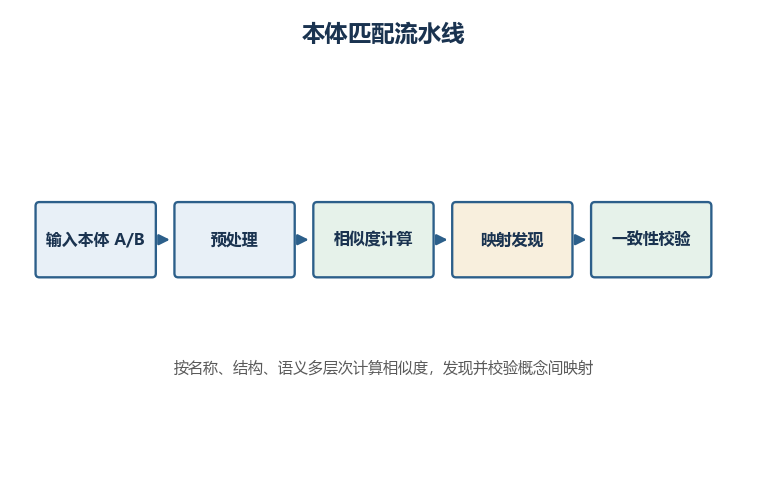 本体匹配流水线
输入本体 A/B
预处理
相似度计算
映射发现
一致性校验
按名称、结构、语义多层次计算相似度，发现并校验概念间映射